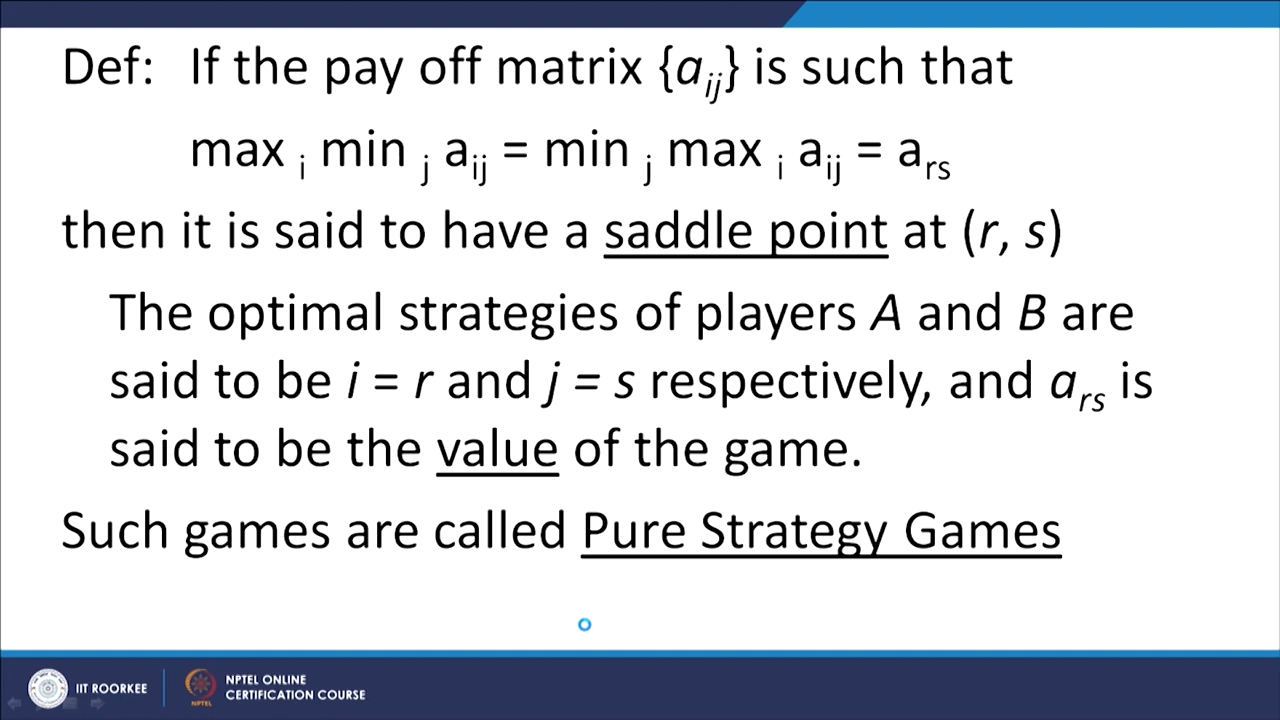 Def: If the pay off matrix {aij} is such that
max i min j aij = min j max i aij = ars
then it is said to have a saddle point at (r, s)
The optimal strategies of players A and B are
said to be i = r and j = s respectively, and ars is
said to be the value of the game.
Such games are called Pure Strategy Games
IIT ROORKEE
NPTEL
NPTEL ONLINE
CERTIFICATION COURSE